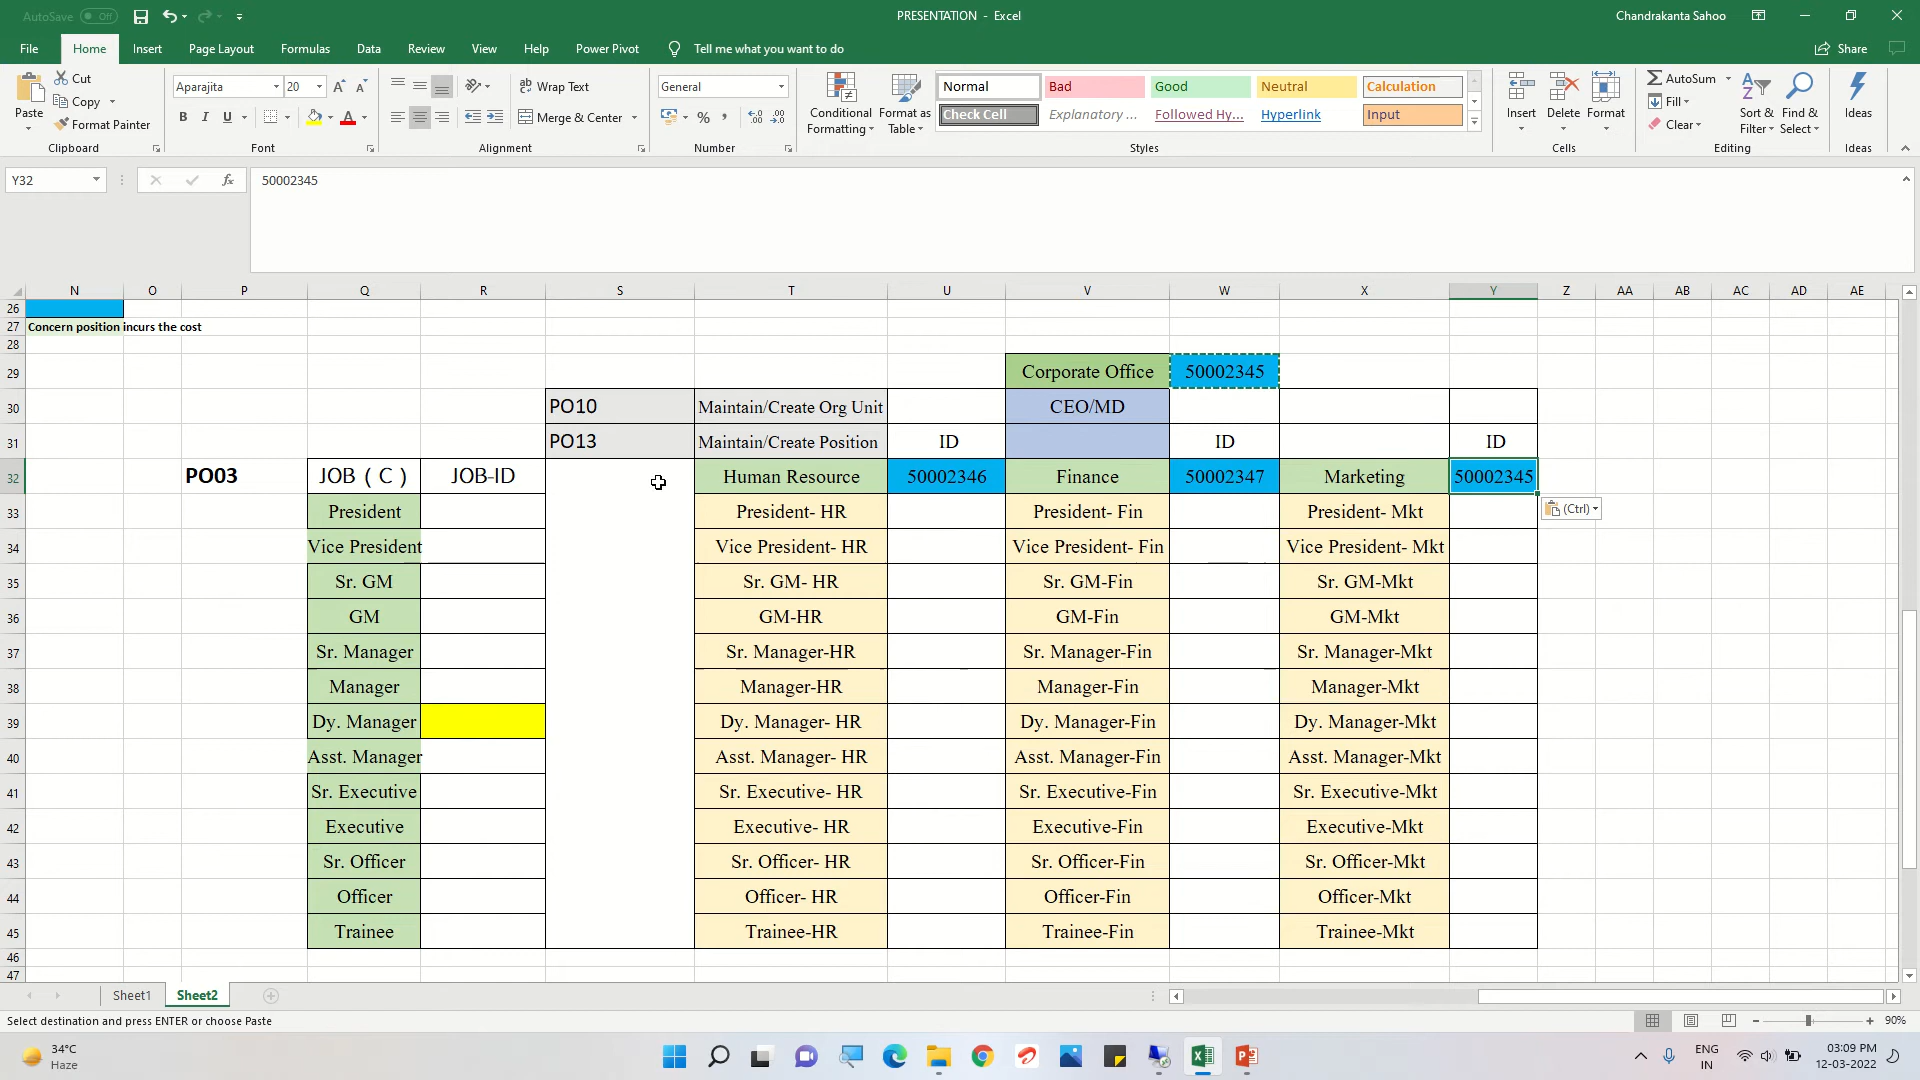 AutoSave Off PRESENTATION - Excel Chandrakanta Sahoo
File Home Insert Page Layout Formulas Data Review View Help Power Pivot Tell me what you want to do Share
Paste Cut Copy Format Painter
Clipboard
Aparajita 20 A A
B I U A
Font
ab Wrap Text
Merge & Center
Alignment
General
% ,
Number
Conditional Formatting Format as Table
Normal Bad Good Neutral Calculation
Check Cell Explanatory ... Followed Hy... Hyperlink Input
Styles
Insert Delete Format
Cells
AutoSum Fill Clear Sort & Filter Find & Select
Editing
Ideas
Ideas
Y32 fx 50002345
N O P Q R S T U V W X Y Z AA AB AC AD AE
26
27 Concern position incurs the cost
28
29 Corporate Office 50002345
30 PO10 Maintain/Create Org Unit CEO/MD
31 PO13 Maintain/Create Position ID ID ID
32 PO03 JOB ( C ) JOB-ID Human Resource 50002346 Finance 50002347 Marketing 50002345
33 President President- HR President- Fin President- Mkt
(Ctrl)
34 Vice President Vice President- HR Vice President- Fin Vice President- Mkt
35 Sr. GM Sr. GM- HR Sr. GM-Fin Sr. GM-Mkt
36 GM GM-HR GM-Fin GM-Mkt
37 Sr. Manager Sr. Manager-HR Sr. Manager-Fin Sr. Manager-Mkt
38 Manager Manager-HR Manager-Fin Manager-Mkt
39 Dy. Manager Dy. Manager- HR Dy. Manager-Fin Dy. Manager-Mkt
40 Asst. Manager Asst. Manager- HR Asst. Manager-Fin Asst. Manager-Mkt
41 Sr. Executive Sr. Executive- HR Sr. Executive-Fin Sr. Executive-Mkt
42 Executive Executive- HR Executive-Fin Executive-Mkt
43 Sr. Officer Sr. Officer- HR Sr. Officer-Fin Sr. Officer-Mkt
44 Officer Officer- HR Officer-Fin Officer-Mkt
45 Trainee Trainee-HR Trainee-Fin Trainee-Mkt
46
47
Sheet1 Sheet2
Select destination and press ENTER or choose Paste 90%
34°C
Haze
ENG
IN
03:09 PM
12-03-2022